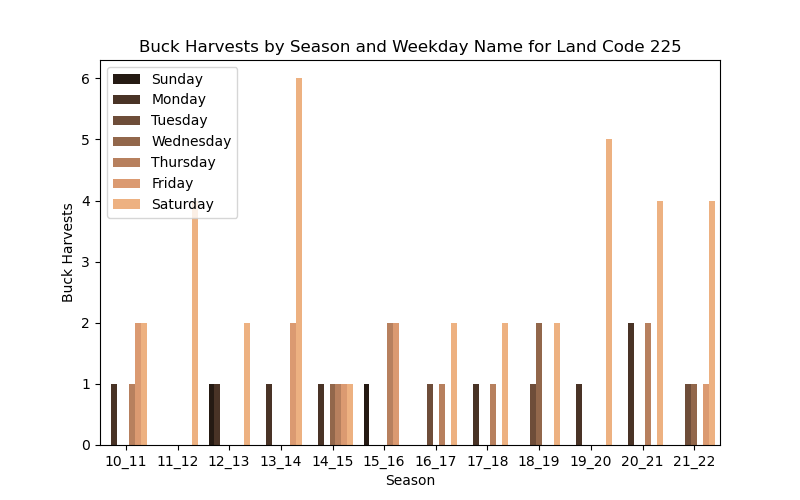 Buck Harvests by Season and Weekday Name for Land Code 225
Sunday
Monday
Tuesday
Wednesday
Thursday
Friday
Saturday
6
5
4
3
2
1
0
Buck Harvests
10_11 11_12 12_13 13_14 14_15 15_16 16_17 17_18 18_19 19_20 20_21 21_22
Season